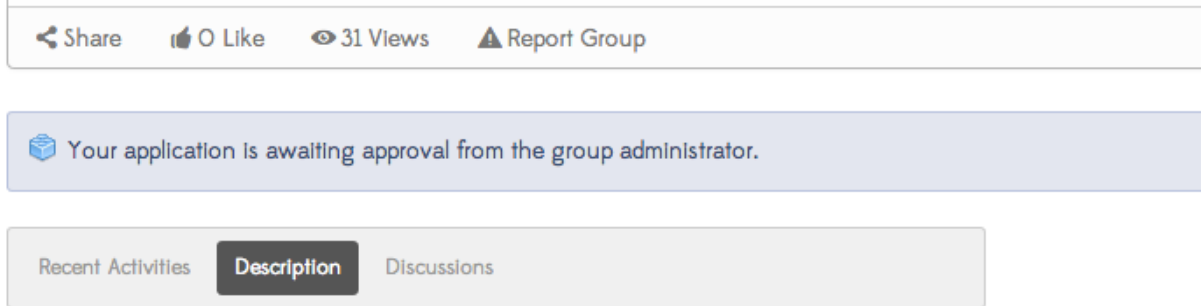 Share 0 Like 31 Views Report Group
Your application is awaiting approval from the group administrator.
Recent Activities Description Discussions